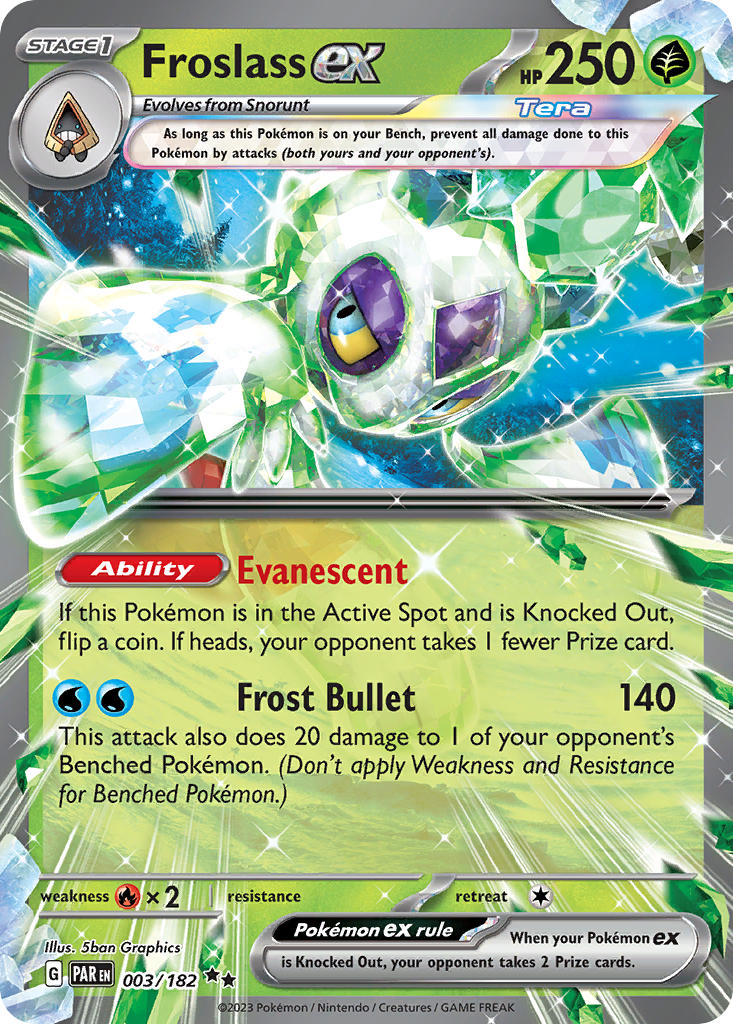 STAGE 1
Froslass ex
HP 250
Evolves from Snorunt
Tera
As long as this Pokémon is on your Bench, prevent all damage done to this
Pokémon by attacks (both yours and your opponent's).
Ability Evanescent
If this Pokémon is in the Active Spot and is Knocked Out,
flip a coin. If heads, your opponent takes 1 fewer Prize card.
Frost Bullet 140
This attack also does 20 damage to 1 of your opponent's
Benched Pokémon. (Don't apply Weakness and Resistance
for Benched Pokémon.)
weakness ×2 resistance retreat
Illus. 5ban Graphics
G PAR EN 003/182 ★★
Pokémon ex rule
When your Pokémon ex
is Knocked Out, your opponent takes 2 Prize cards.
©2023 Pokémon / Nintendo / Creatures / GAME FREAK